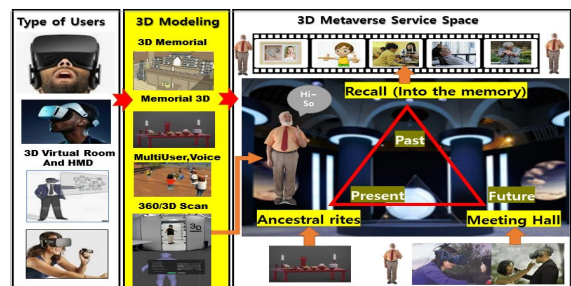 Type of Users
3D Virtual Room
And HMD
3D Modeling
3D Memorial
Memorial 3D
MultiUser,Voice
360/3D Scan
3D
3D Metaverse Service Space
Hi~
So
Recall (Into the memory)
Past
Present
Future
Ancestral rites
Meeting Hall